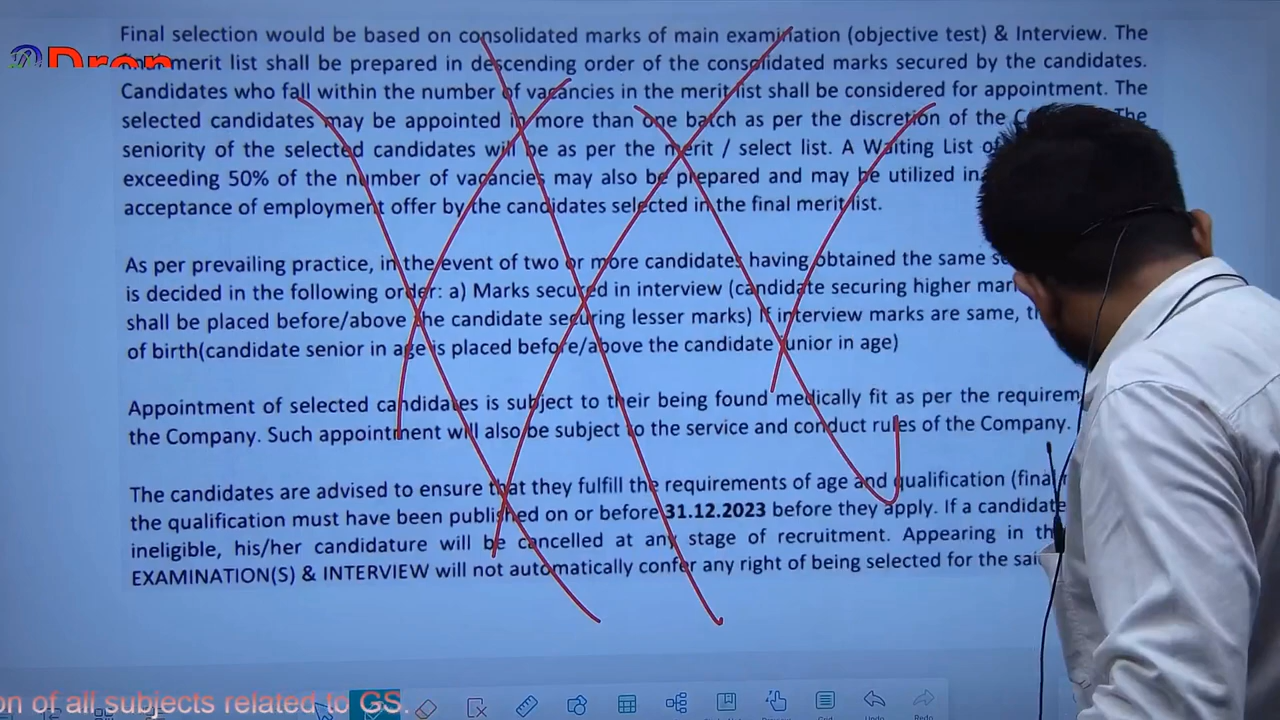 Final selection would be based on consolidated marks of main examination (objective test) & Interview. The
Dron
merit list shall be prepared in descending order of the consolidated marks secured by the candidates.
Candidates who fall within the number of vacancies in the merit list shall be considered for appointment. The
selected candidates may be appointed in more than one batch as per the discretion of the The
seniority of the selected candidates will be as per the merit / select list. A Waiting List of
exceeding 50% of the number of vacancies may also be prepared and may be utilized in
acceptance of employment offer by the candidates selected in the final merit list.
As per prevailing practice, in the event of two or more candidates having obtained the same
is decided in the following order: a) Marks secured in interview (candidate securing higher
shall be placed before/above the candidate securing lesser marks) If interview marks are same,
of birth(candidate senior in age is placed before/above the candidate junior in age)
Appointment of selected candidates is subject to their being found medically fit as per the requirem
the Company. Such appointment will also be subject to the service and conduct rules of the Company.
The candidates are advised to ensure that they fulfill the requirements of age and qualification (final
the qualification must have been published on or before 31.12.2023 before they apply. If a candidate
ineligible, his/her candidature will be cancelled at any stage of recruitment. Appearing in
EXAMINATION(S) & INTERVIEW will not automatically confer any right of being selected for the
on of all subjects related to GS.
Undo Redo